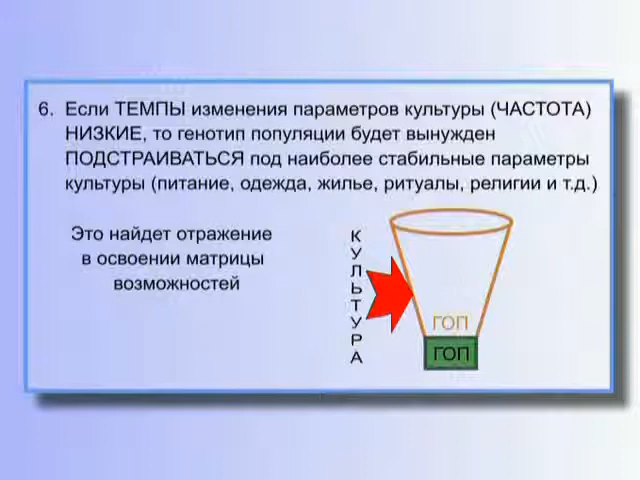 6. Если ТЕМПЫ изменения параметров культуры (ЧАСТОТА)
НИЗКИЕ, то генотип популяции будет вынужден
ПОДСТРАИВАТЬСЯ под наиболее стабильные параметры
культуры (питание, одежда, жилье, ритуалы, религии и т.д.)
Это найдет отражение
в освоении матрицы
возможностей
КУЛЬТУРА
ГОП
ГОП